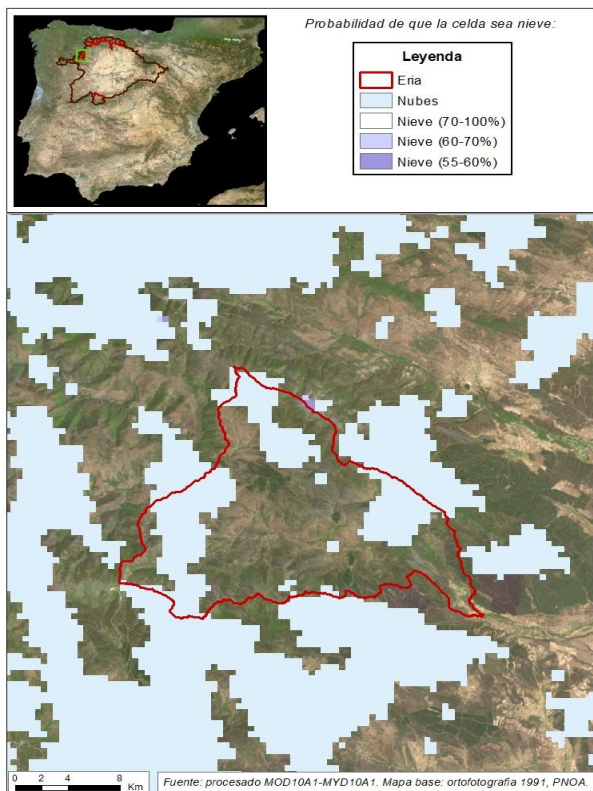 Probabilidad de que la celda sea nieve:
Leyenda
Eria
Nubes
Nieve (70-100%)
Nieve (60-70%)
Nieve (55-60%)
0 2 4 8
Km
Fuente: procesado MOD10A1-MYD10A1. Mapa base: ortofotografía 1991, PNOA.